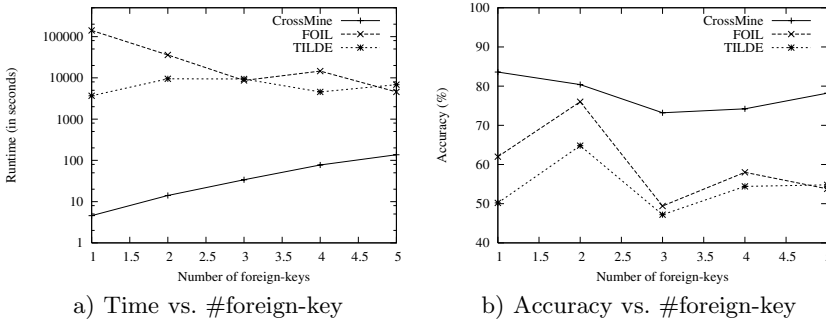 CrossMine
FOIL
TILDE
100000
10000
1000
100
10
1
Runtime (in seconds)
1 1.5 2 2.5 3 3.5 4 4.5 5
Number of foreign-keys
a) Time vs. #foreign-key
CrossMine
FOIL
TILDE
100
90
80
70
60
50
40
Accuracy (%)
1 1.5 2 2.5 3 3.5 4 4.5
Number of foreign-keys
b) Accuracy vs. #foreign-key